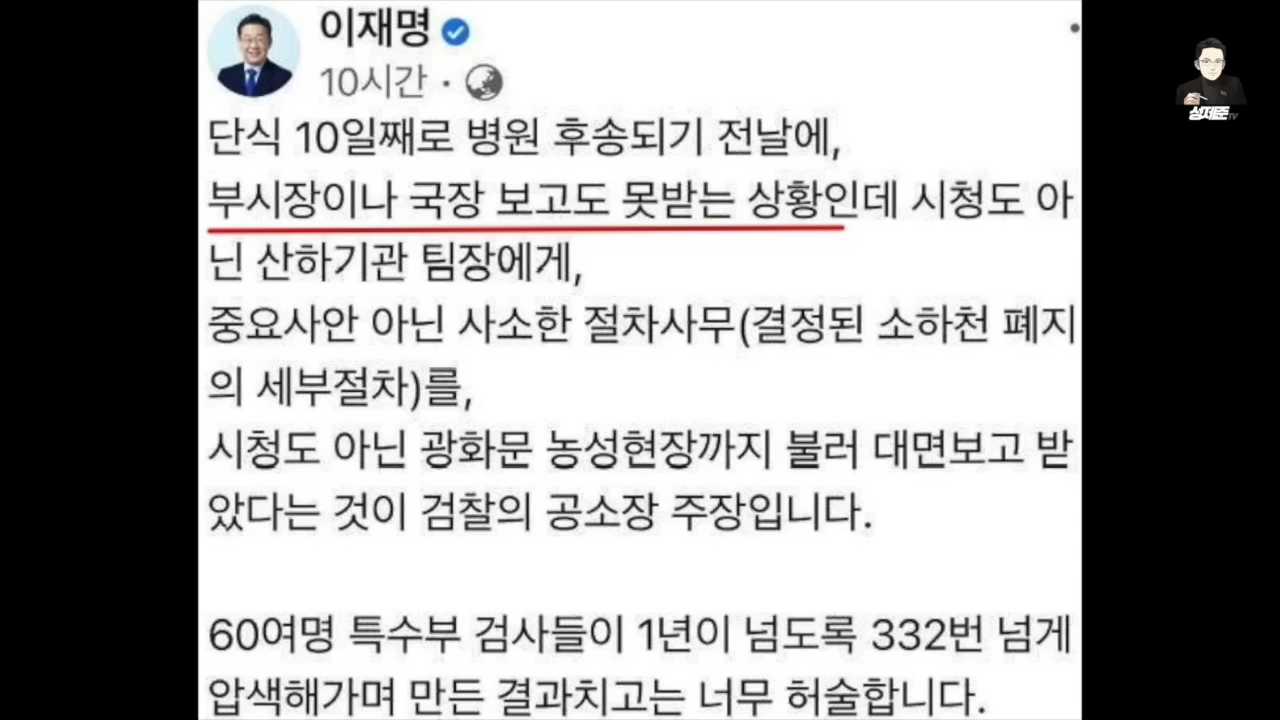 이재명
10시간 ·
성제준TV
단식 10일째로 병원 후송되기 전날에,
부시장이나 국장 보고도 못받는 상황인데 시청도 아
닌 산하기관 팀장에게,
중요사안 아닌 사소한 절차사무(결정된 소하천 폐지
의 세부절차)를,
시청도 아닌 광화문 농성현장까지 불러 대면보고 받
았다는 것이 검찰의 공소장 주장입니다.
60여명 특수부 검사들이 1년이 넘도록 332번 넘게
압색해가며 만든 결과치고는 너무 허술합니다.